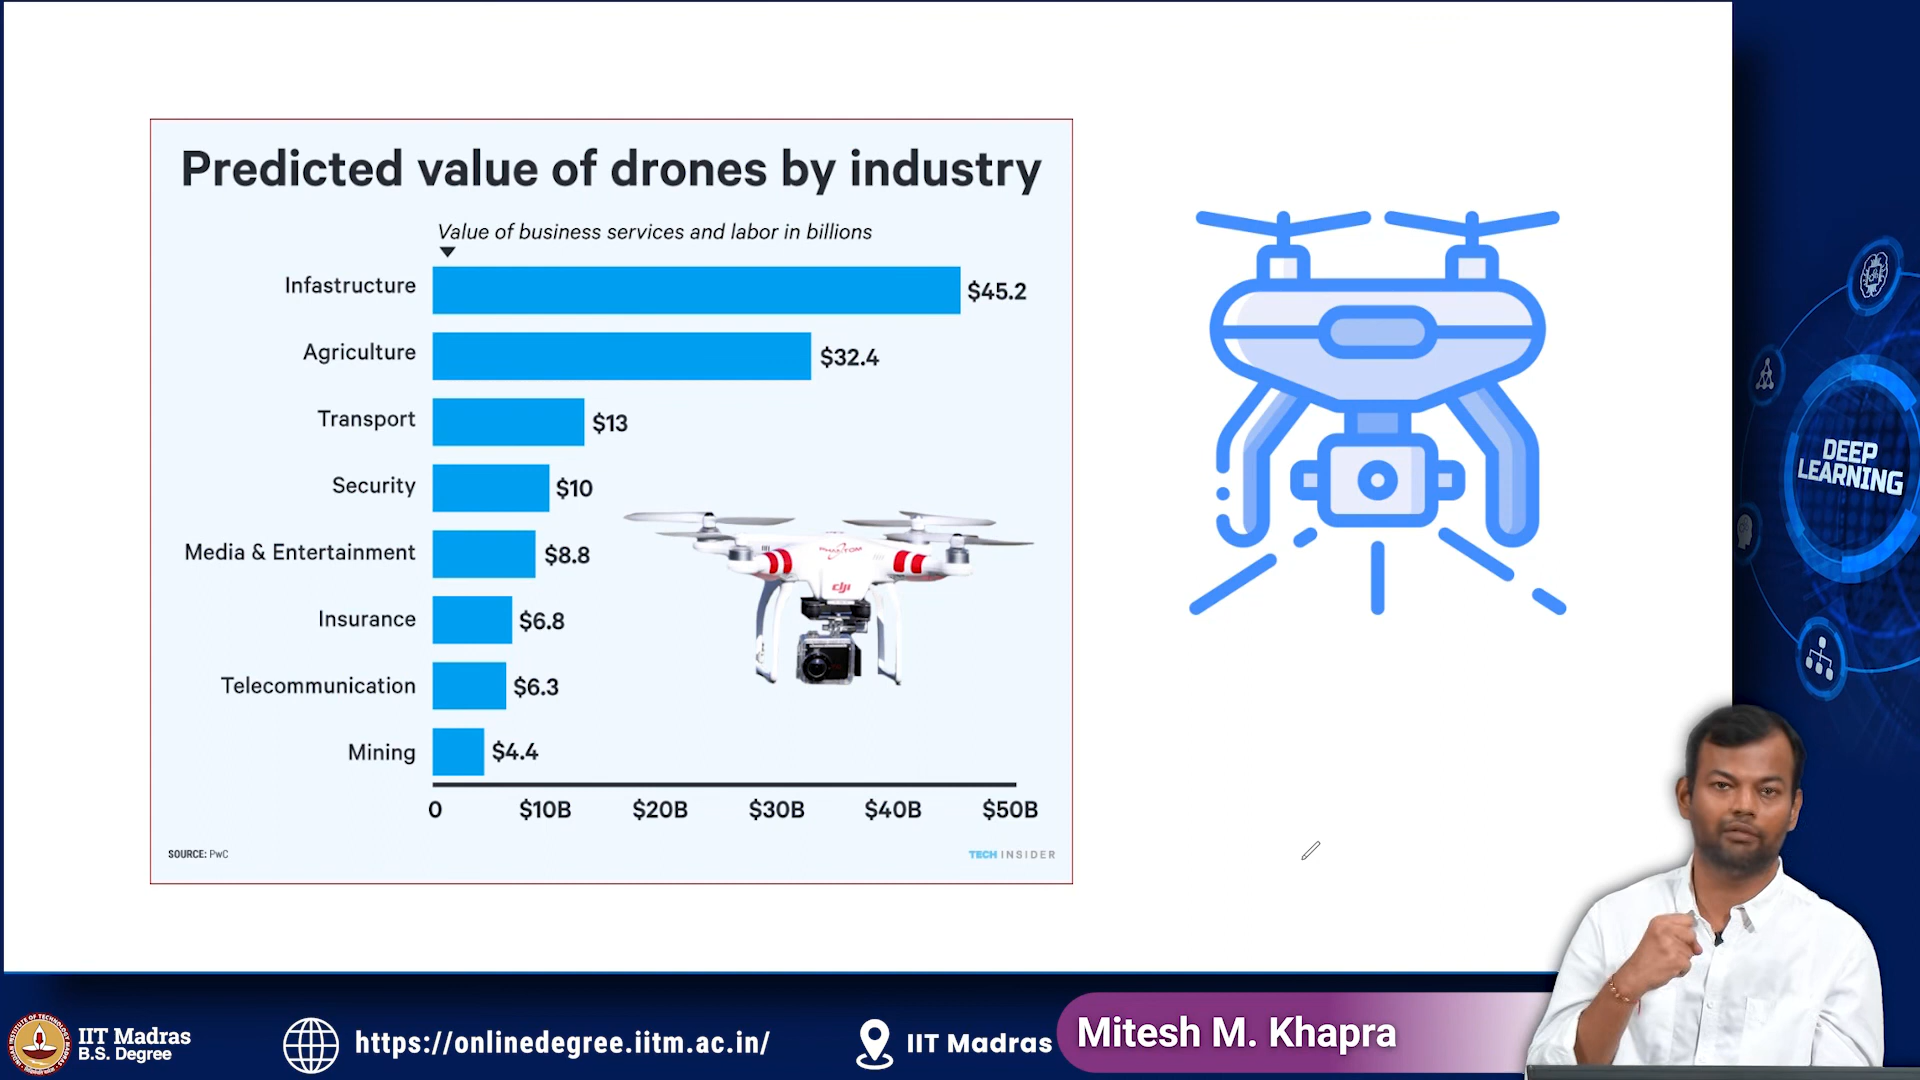 Predicted value of drones by industry
Value of business services and labor in billions
Infastructure
$45.2
Agriculture
$32.4
Transport
$13
Security
$10
Media & Entertainment
$8.8
Insurance
$6.8
Telecommunication
$6.3
Mining
$4.4
0 $10B $20B $30B $40B $50B
SOURCE: PwC
TECH INSIDER
PHANTOM
dji
DEEP
LEARNING
IIT Madras
B.S. Degree
https://onlinedegree.iitm.ac.in/
IIT Madras
Mitesh M. Khapra